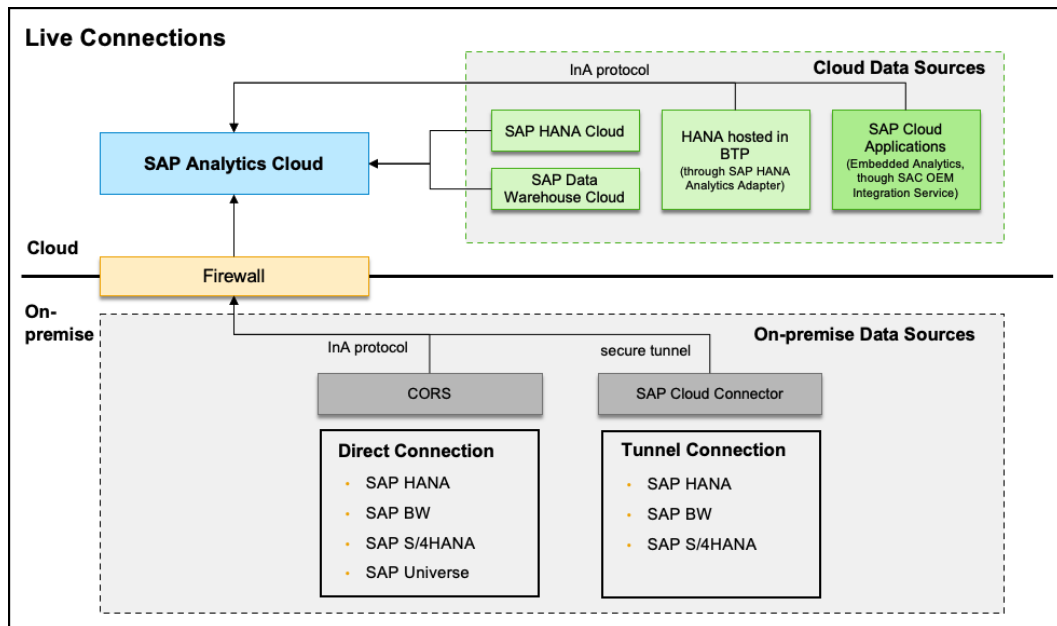 Live Connections
Cloud Data Sources
InA protocol
SAP Analytics Cloud
SAP HANA Cloud
SAP Data
Warehouse Cloud
HANA hosted in
BTP
(through SAP HANA
Analytics Adapter)
SAP Cloud
Applications
(Embedded Analytics,
though SAC OEM
Integration Service)
Cloud
Firewall
On-
premise
On-premise Data Sources
InA protocol
secure tunnel
CORS
SAP Cloud Connector
Direct Connection
• SAP HANA
• SAP BW
• SAP S/4HANA
• SAP Universe
Tunnel Connection
• SAP HANA
• SAP BW
• SAP S/4HANA